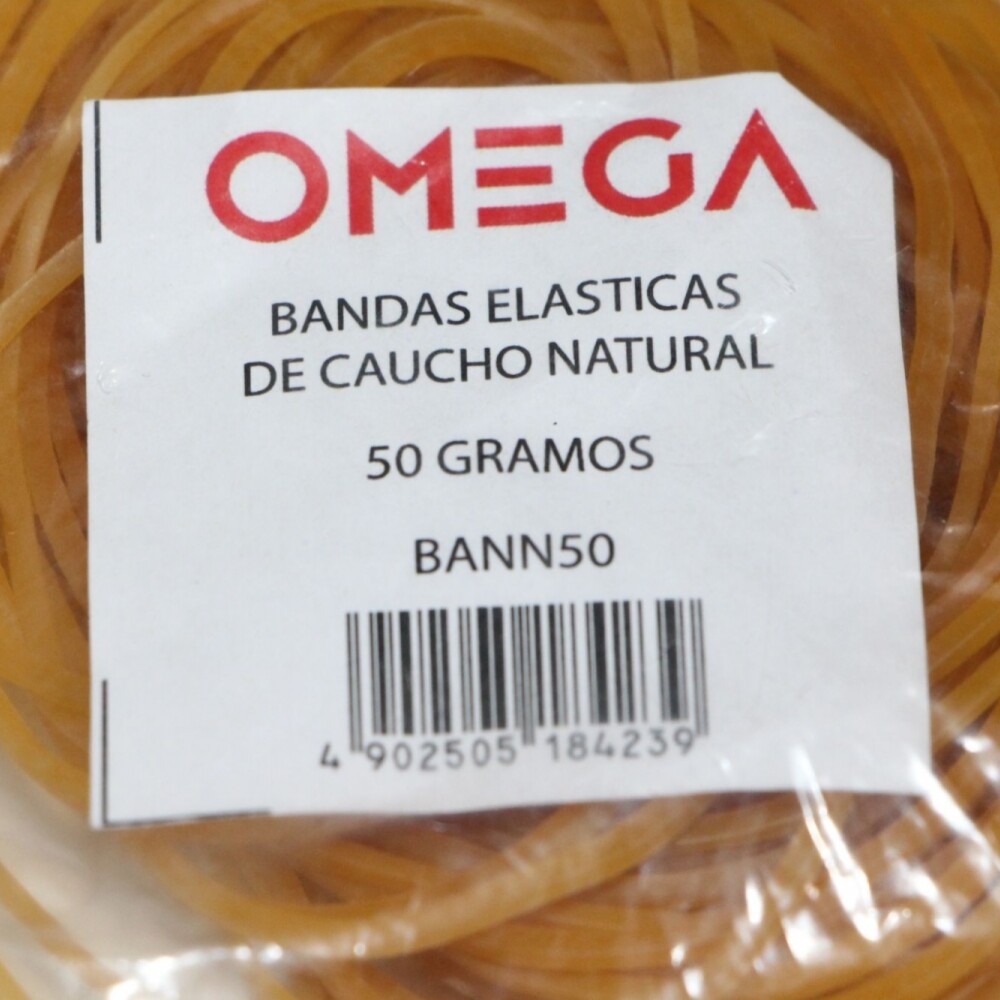 OMEGA
BANDAS ELASTICAS
DE CAUCHO NATURAL
50 GRAMOS
BANN50
4 902505 184239